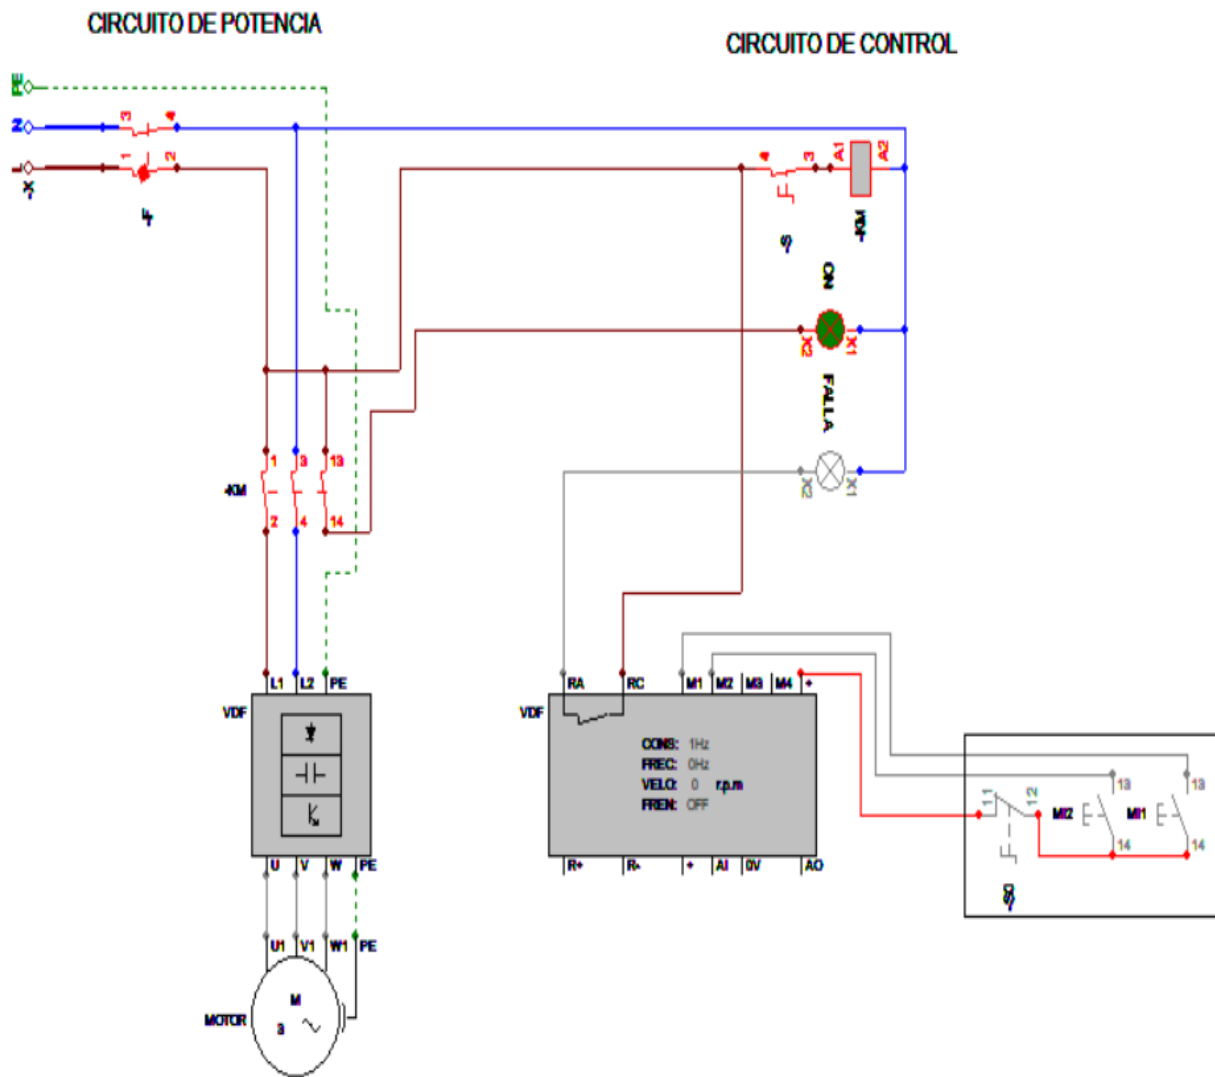 CIRCUITO DE POTENCIA
CIRCUITO DE CONTROL
PE
N
L
-X
3 4
1 2
-F
4 3
A1 A2
-KM
ON
X2 X1
FALLA
X2 X1
1 3 13
-KM
2 4 14
L1 L2 PE
VDF
U V W PE
U1 V1 W1 PE
MOTOR
M
3
RA RC M1 M2 M3 M4 +
VDF
CONS: 1Hz
FREC: 0Hz
VELO: 0 r.p.m
FREN: OFF
R+ R- + AI 0V AO
11 12
13 13
MI2 MI1
14 14